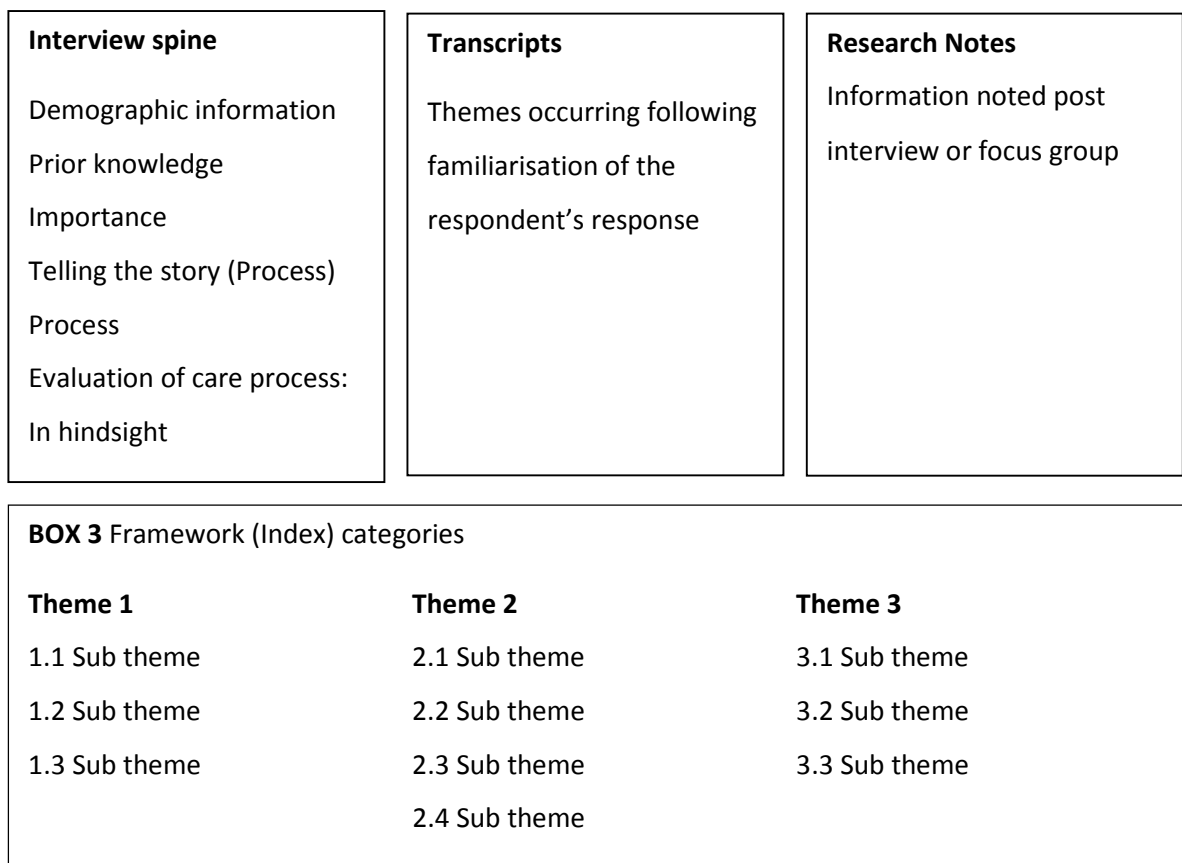 Interview spine
Demographic information
Prior knowledge
Importance
Telling the story (Process)
Process
Evaluation of care process:
In hindsight
Transcripts
Themes occurring following
familiarisation of the
respondent’s response
Research Notes
Information noted post
interview or focus group
BOX 3 Framework (Index) categories
Theme 1
1.1 Sub theme
1.2 Sub theme
1.3 Sub theme
Theme 2
2.1 Sub theme
2.2 Sub theme
2.3 Sub theme
2.4 Sub theme
Theme 3
3.1 Sub theme
3.2 Sub theme
3.3 Sub theme